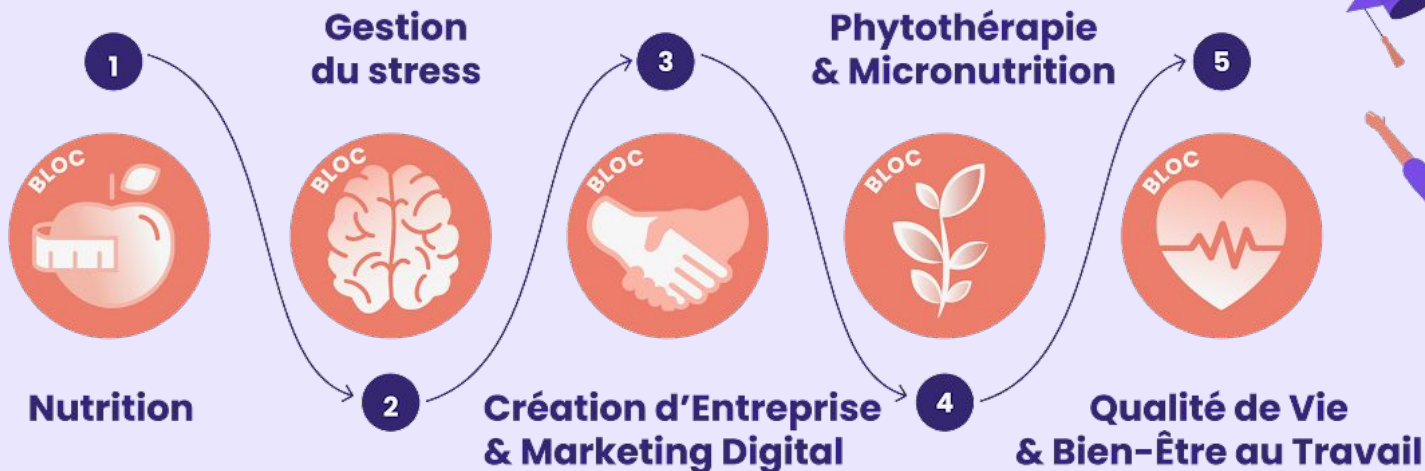 1
BLOC
Nutrition
Gestion
du stress
BLOC
2
3
BLOC
Création d’Entreprise
& Marketing Digital
Phytothérapie
& Micronutrition
BLOC
4
5
BLOC
Qualité de Vie
& Bien-Être au Travail